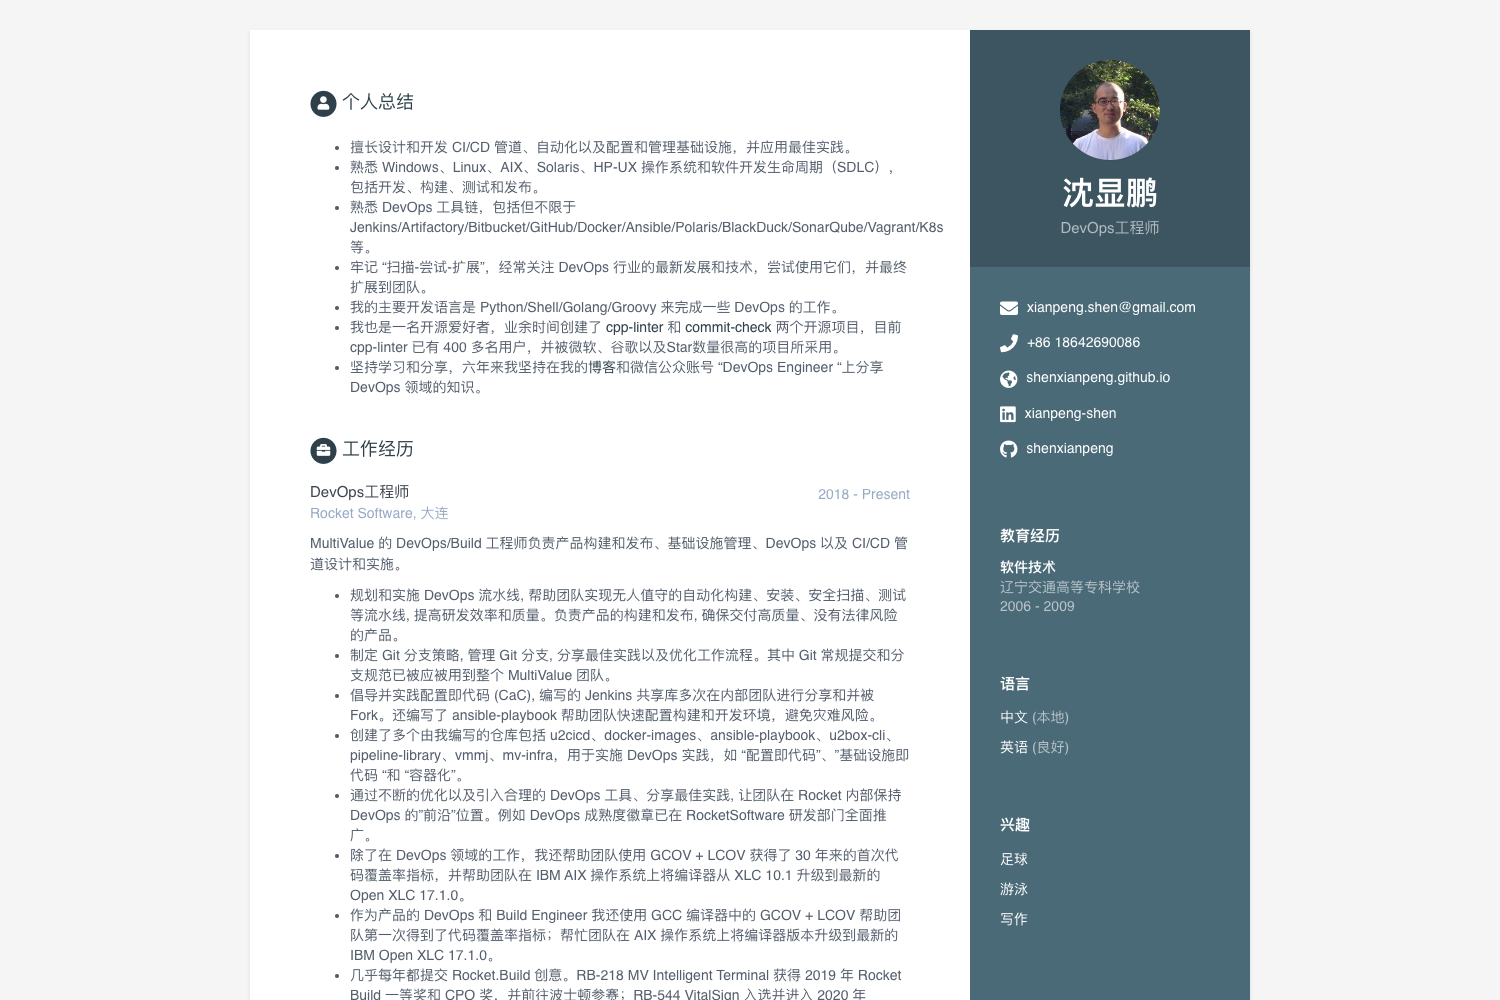 个人总结
擅长设计和开发 CI/CD 管道、自动化以及配置和管理基础设施，并应用最佳实践。
熟悉 Windows、Linux、AIX、Solaris、HP-UX 操作系统和软件开发生命周期（SDLC），
包括开发、构建、测试和发布。
熟悉 DevOps 工具链，包括但不限于
Jenkins/Artifactory/Bitbucket/GitHub/Docker/Ansible/Polaris/BlackDuck/SonarQube/Vagrant/K8s
等。
牢记 “扫描-尝试-扩展”，经常关注 DevOps 行业的最新发展和技术，尝试使用它们，并最终
扩展到团队。
我的主要开发语言是 Python/Shell/Golang/Groovy 来完成一些 DevOps 的工作。
我也是一名开源爱好者，业余时间创建了 cpp-linter 和 commit-check 两个开源项目，目前
cpp-linter 已有 400 多名用户，并被微软、谷歌以及Star数量很高的项目所采用。
坚持学习和分享，六年来我坚持在我的博客和微信公众账号 “DevOps Engineer “上分享
DevOps 领域的知识。
工作经历
DevOps工程师
2018 - Present
Rocket Software, 大连
MultiValue 的 DevOps/Build 工程师负责产品构建和发布、基础设施管理、DevOps 以及 CI/CD 管
道设计和实施。
规划和实施 DevOps 流水线, 帮助团队实现无人值守的自动化构建、安装、安全扫描、测试
等流水线, 提高研发效率和质量。负责产品的构建和发布, 确保交付高质量、没有法律风险
的产品。
制定 Git 分支策略, 管理 Git 分支, 分享最佳实践以及优化工作流程。其中 Git 常规提交和分
支规范已被应被用到整个 MultiValue 团队。
倡导并实践配置即代码 (CaC), 编写的 Jenkins 共享库多次在内部团队进行分享和并被
Fork。还编写了 ansible-playbook 帮助团队快速配置构建和开发环境，避免灾难风险。
创建了多个由我编写的仓库包括 u2cicd、docker-images、ansible-playbook、u2box-cli、
pipeline-library、vmmj、mv-infra，用于实施 DevOps 实践，如 “配置即代码”、”基础设施即
代码 “和 “容器化”。
通过不断的优化以及引入合理的 DevOps 工具、分享最佳实践, 让团队在 Rocket 内部保持
DevOps 的”前沿”位置。例如 DevOps 成熟度徽章已在 RocketSoftware 研发部门全面推
广。
除了在 DevOps 领域的工作，我还帮助团队使用 GCOV + LCOV 获得了 30 年来的首次代
码覆盖率指标，并帮助团队在 IBM AIX 操作系统上将编译器从 XLC 10.1 升级到最新的
Open XLC 17.1.0。
作为产品的 DevOps 和 Build Engineer 我还使用 GCC 编译器中的 GCOV + LCOV 帮助团
队第一次得到了代码覆盖率指标；帮忙团队在 AIX 操作系统上将编译器版本升级到最新的
IBM Open XLC 17.1.0。
几乎每年都提交 Rocket.Build 创意。RB-218 MV Intelligent Terminal 获得 2019 年 Rocket
Build 一等奖和 CPO 奖，并前往波士顿参赛；RB-544 VitalSign 入选并进入 2020 年
沈显鹏
DevOps工程师
xianpeng.shen@gmail.com
+86 18642690086
shenxianpeng.github.io
xianpeng-shen
shenxianpeng
教育经历
软件技术
辽宁交通高等专科学校
2006 - 2009
语言
中文 (本地)
英语 (良好)
兴趣
足球
游泳
写作